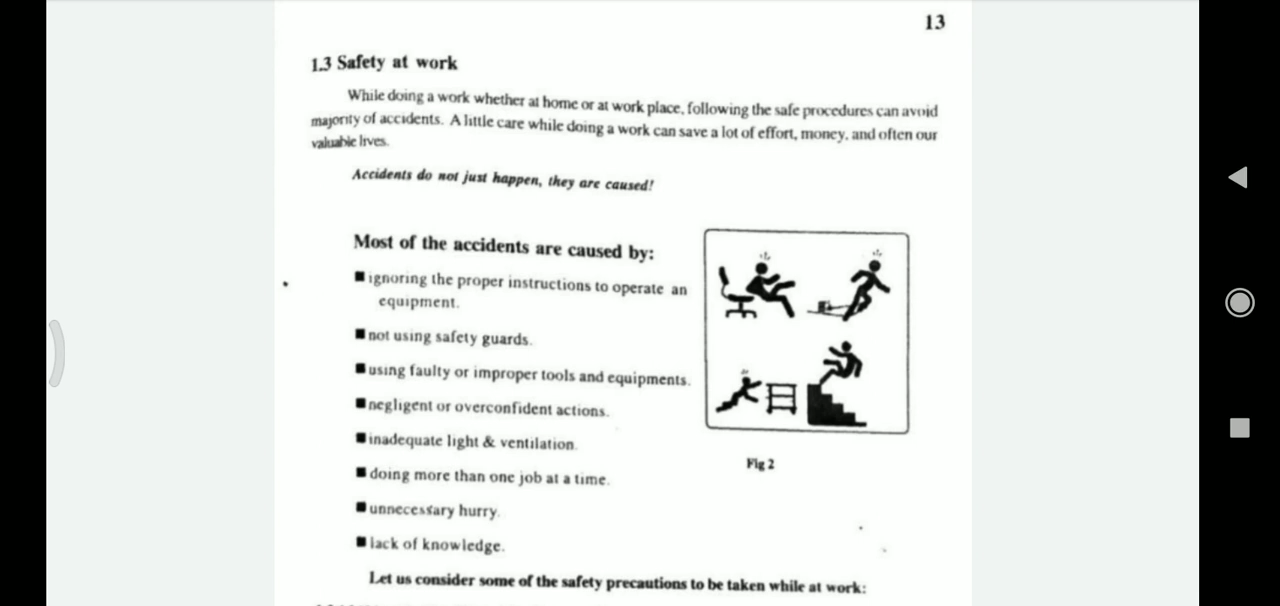 13
1.3 Safety at work
While doing a work whether at home or at work place, following the safe procedures can avoid
majority of accidents. A little care while doing a work can save a lot of effort, money, and often our
valuable lives.
Accidents do not just happen, they are caused!
Most of the accidents are caused by:
■ ignoring the proper instructions to operate an
equipment.
■ not using safety guards.
■ using faulty or improper tools and equipments.
■ negligent or overconfident actions.
■ inadequate light & ventilation.
■ doing more than one job at a time.
■ unnecessary hurry.
■ lack of knowledge.
Fig 2
Let us consider some of the safety precautions to be taken while at work: